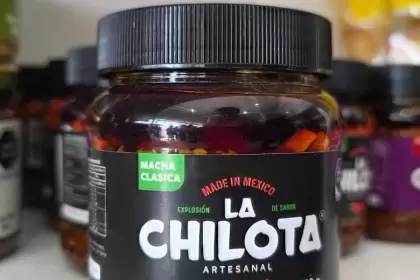 MACHA
CLASICA
MADE IN MEXICO
EXPLOSIÓN DE SABOR
LA
CHILOTA®
ARTESANAL